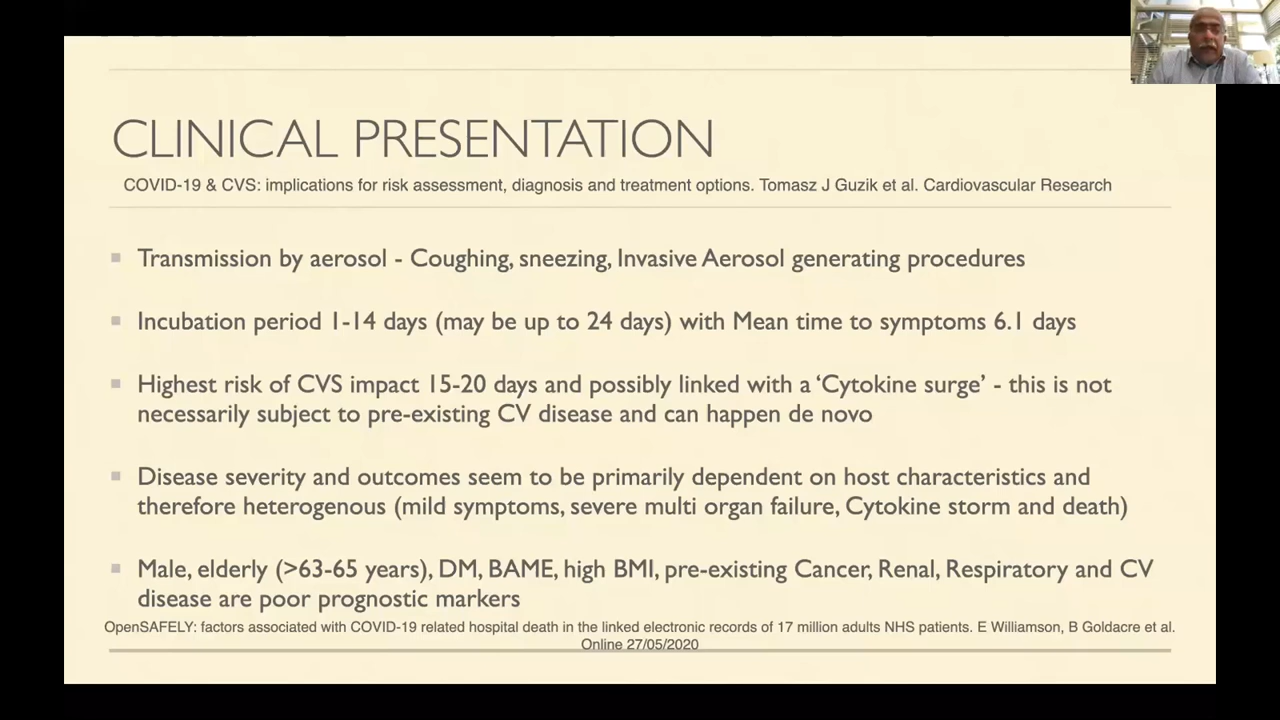 CLINICAL PRESENTATION
COVID-19 & CVS: implications for risk assessment, diagnosis and treatment options. Tomasz J Guzik et al. Cardiovascular Research
Transmission by aerosol - Coughing, sneezing, Invasive Aerosol generating procedures
Incubation period 1-14 days (may be up to 24 days) with Mean time to symptoms 6.1 days
Highest risk of CVS impact 15-20 days and possibly linked with a ‘Cytokine surge’ - this is not
necessarily subject to pre-existing CV disease and can happen de novo
Disease severity and outcomes seem to be primarily dependent on host characteristics and
therefore heterogenous (mild symptoms, severe multi organ failure, Cytokine storm and death)
Male, elderly (>63-65 years), DM, BAME, high BMI, pre-existing Cancer, Renal, Respiratory and CV
disease are poor prognostic markers
OpenSAFELY: factors associated with COVID-19 related hospital death in the linked electronic records of 17 million adults NHS patients. E Williamson, B Goldacre et al.
Online 27/05/2020